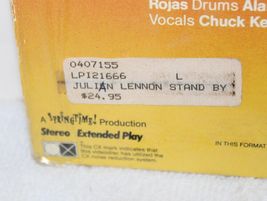 Rojas Drums Ala
Vocals Chuck Ke
0407155
LPI21666 L
JULIAN LENNON STAND BY
$24.95
A SPRINGTIME! Production
Stereo Extended Play
This CX mark indicates that
this videodisc has utilized the
CX noise reduction system.
IN THIS FORMAT